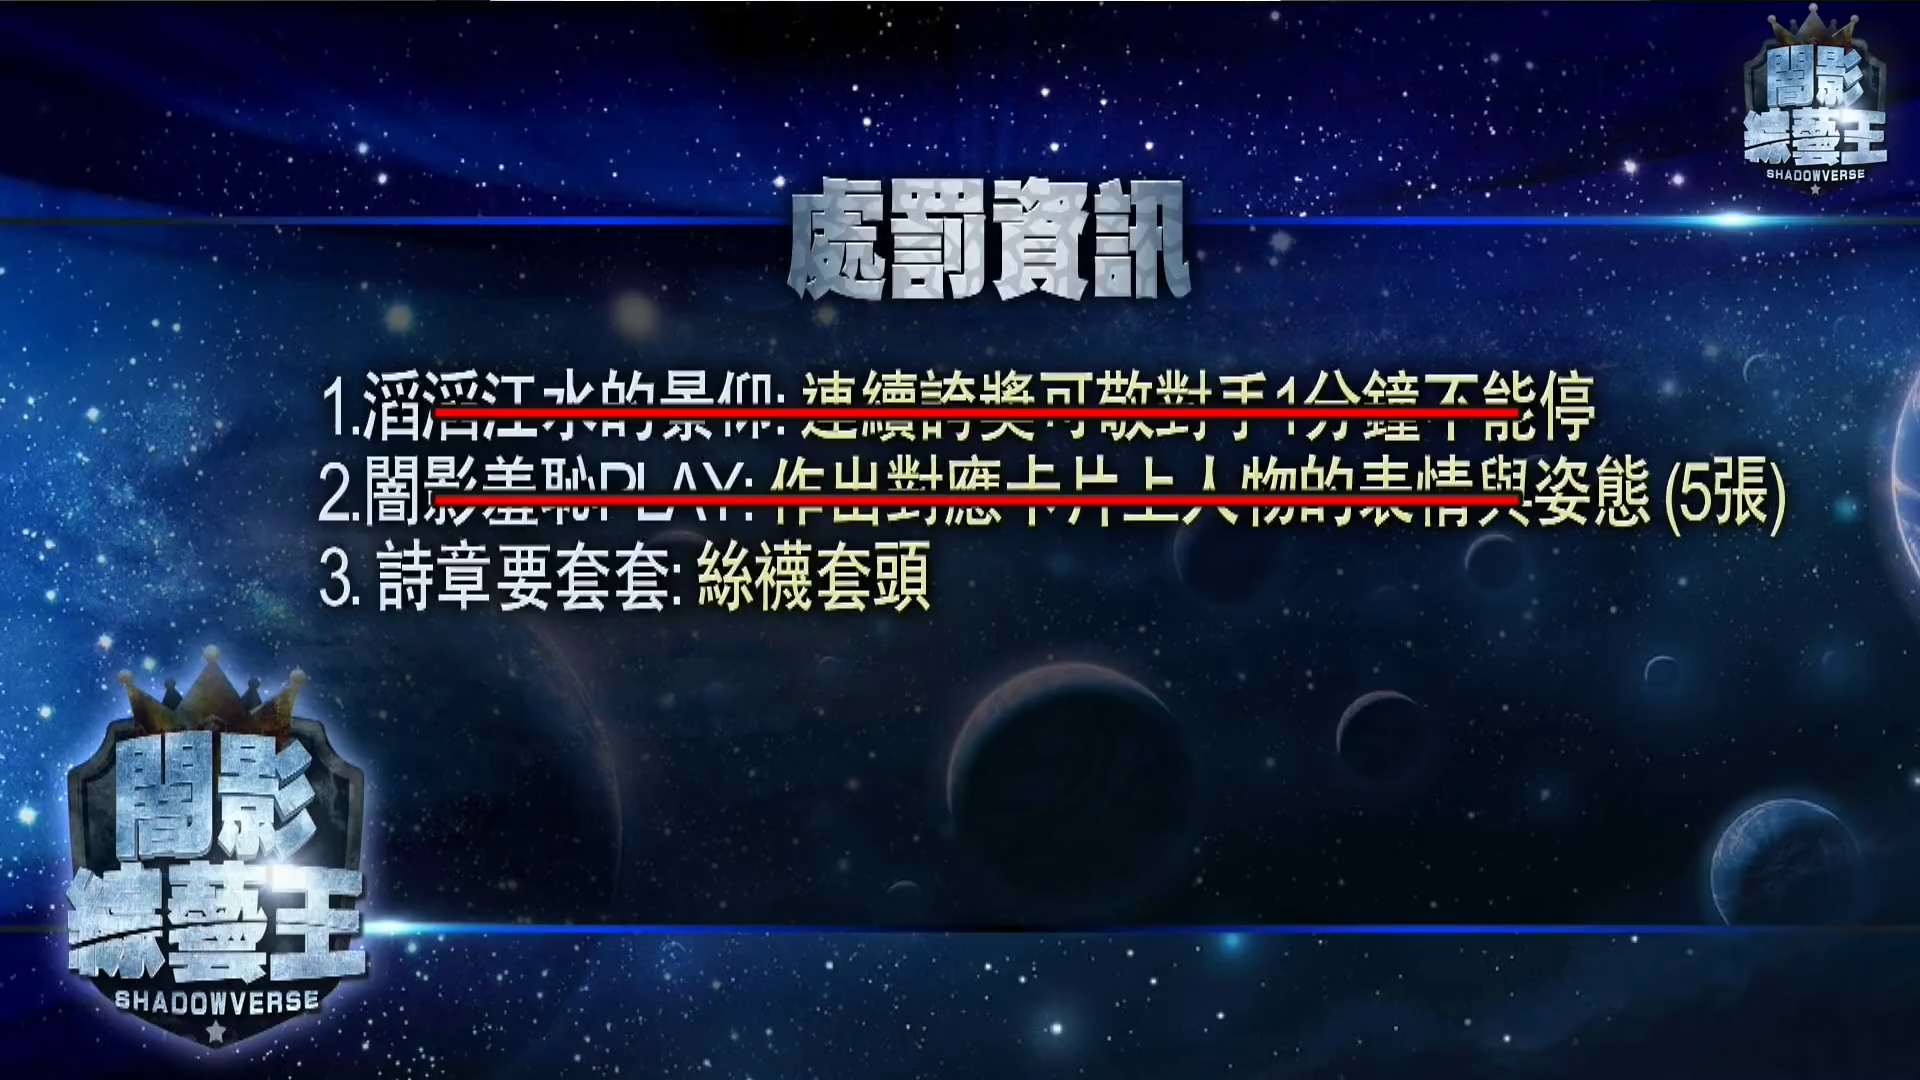 闇影
綜藝王
SHADOWVERSE
處罰資訊
1.滔滔江水的景仰: 連續誇獎可敬對手1分鐘不能停
2.闇影羞恥PLAY: 作出對應卡片上人物的表情與姿態 (5張)
3. 詩章要套套: 絲襪套頭
闇影
綜藝王
SHADOWVERSE